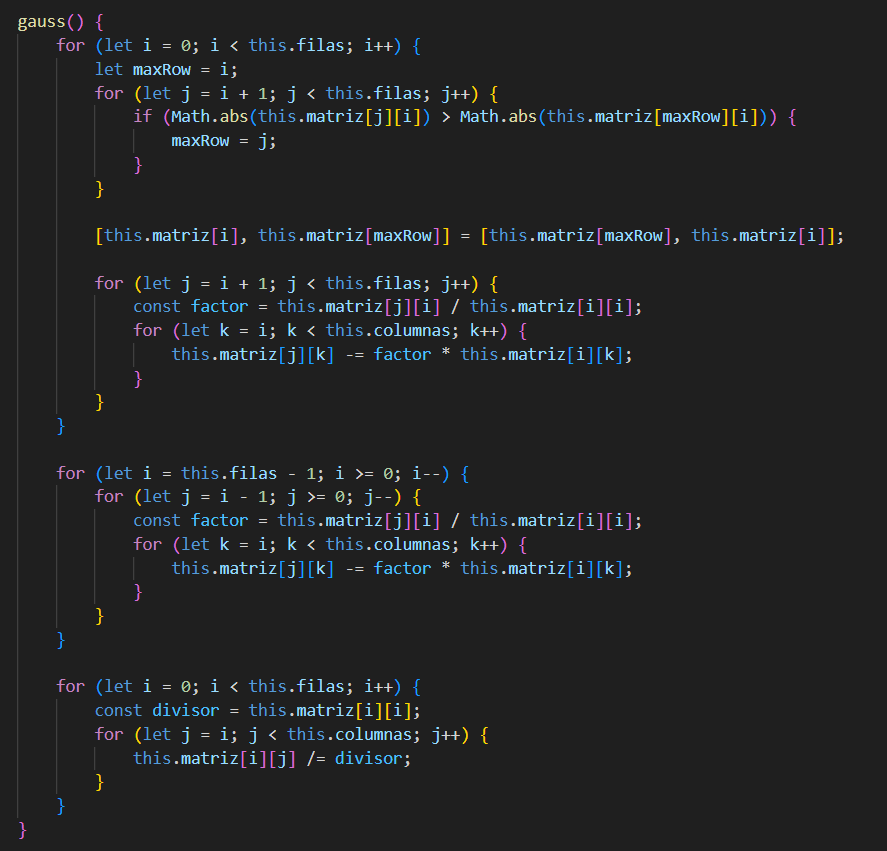 gauss() {
    for (let i = 0; i < this.filas; i++) {
        let maxRow = i;
        for (let j = i + 1; j < this.filas; j++) {
            if (Math.abs(this.matriz[j][i]) > Math.abs(this.matriz[maxRow][i])) {
                maxRow = j;
            }
        }

        [this.matriz[i], this.matriz[maxRow]] = [this.matriz[maxRow], this.matriz[i]];

        for (let j = i + 1; j < this.filas; j++) {
            const factor = this.matriz[j][i] / this.matriz[i][i];
            for (let k = i; k < this.columnas; k++) {
                this.matriz[j][k] -= factor * this.matriz[i][k];
            }
        }
    }

    for (let i = this.filas - 1; i >= 0; i--) {
        for (let j = i - 1; j >= 0; j--) {
            const factor = this.matriz[j][i] / this.matriz[i][i];
            for (let k = i; k < this.columnas; k++) {
                this.matriz[j][k] -= factor * this.matriz[i][k];
            }
        }
    }

    for (let i = 0; i < this.filas; i++) {
        const divisor = this.matriz[i][i];
        for (let j = i; j < this.columnas; j++) {
            this.matriz[i][j] /= divisor;
        }
    }
}